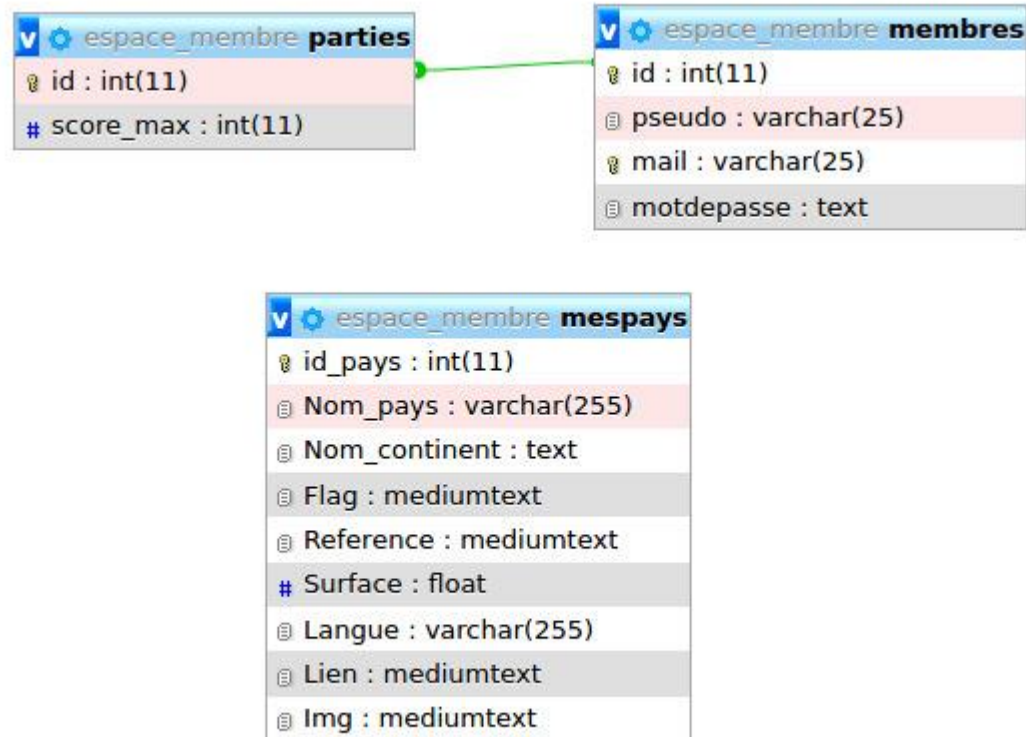 v espace_membre parties
id : int(11)
# score_max : int(11)
v espace_membre membres
id : int(11)
pseudo : varchar(25)
mail : varchar(25)
motdepasse : text
v espace_membre mespays
id_pays : int(11)
Nom_pays : varchar(255)
Nom_continent : text
Flag : mediumtext
Reference : mediumtext
# Surface : float
Langue : varchar(255)
Lien : mediumtext
Img : mediumtext